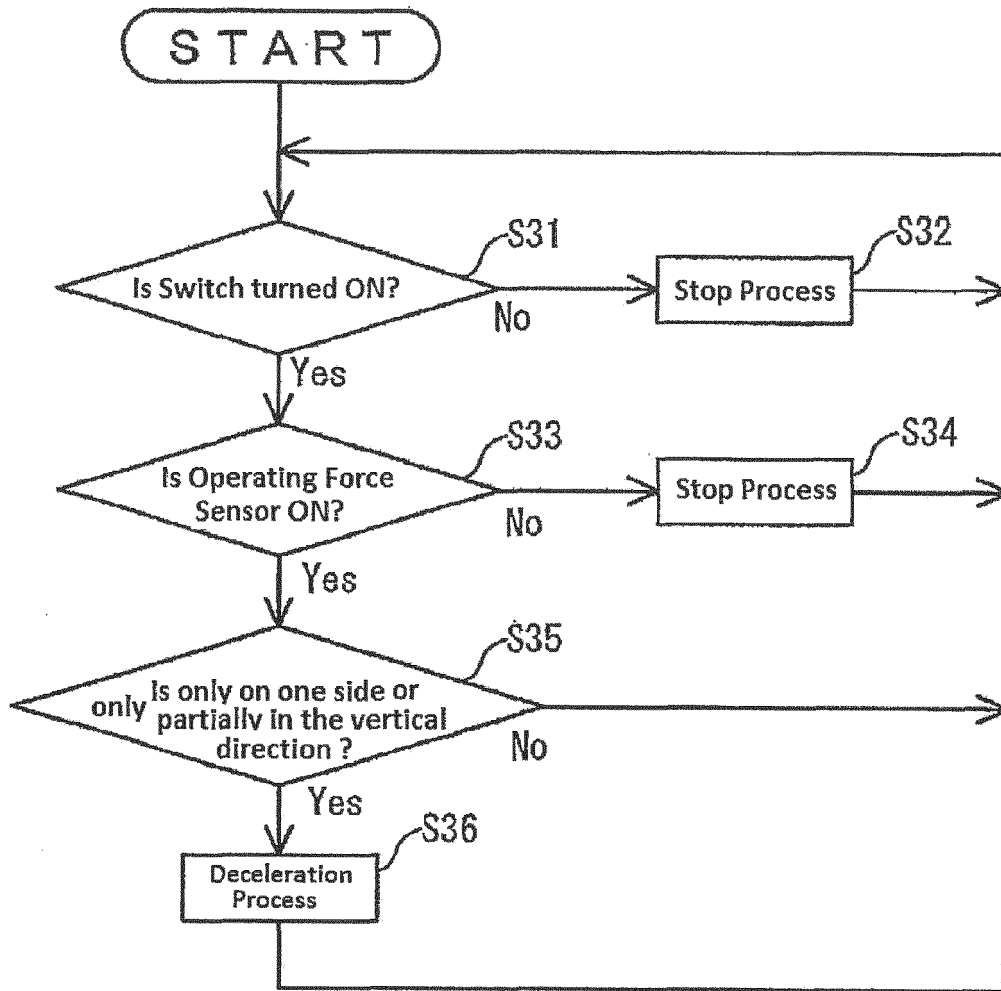 START
S31
Is Switch turned ON?
No
S32
Stop Process
Yes
S33
Is Operating Force
Sensor ON?
No
S34
Stop Process
Yes
S35
Is only on one side or
only partially in the vertical
direction ?
No
Yes
S36
Deceleration
Process